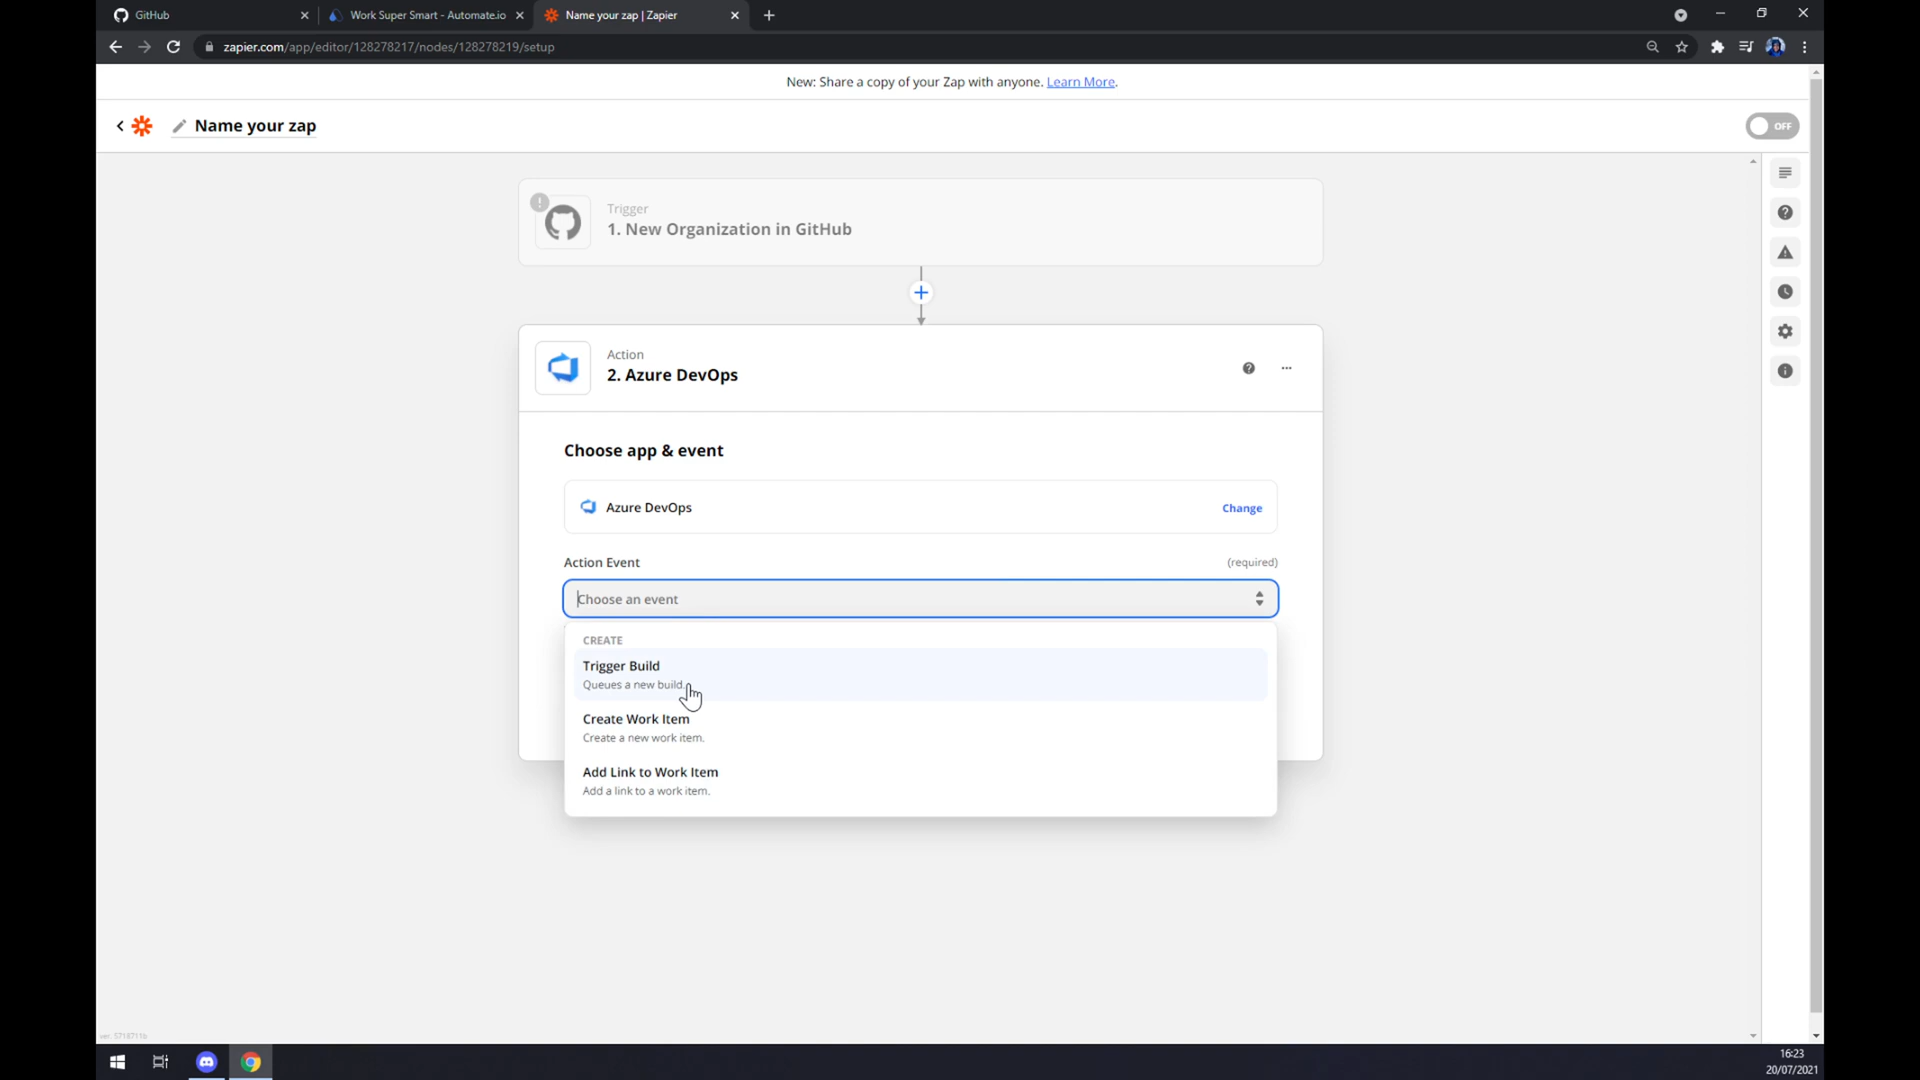 GitHub
Work Super Smart - Automate.io
Name your zap | Zapier
zapier.com/app/editor/128278217/nodes/128278219/setup
New: Share a copy of your Zap with anyone. Learn More.
Name your zap
OFF
Trigger
1. New Organization in GitHub
Action
2. Azure DevOps
Choose app & event
Azure DevOps
Change
Action Event
(required)
Choose an event
CREATE
Trigger Build
Queues a new build.
Create Work Item
Create a new work item.
Add Link to Work Item
Add a link to a work item.
ver. 5718711b
16:23
20/07/2021